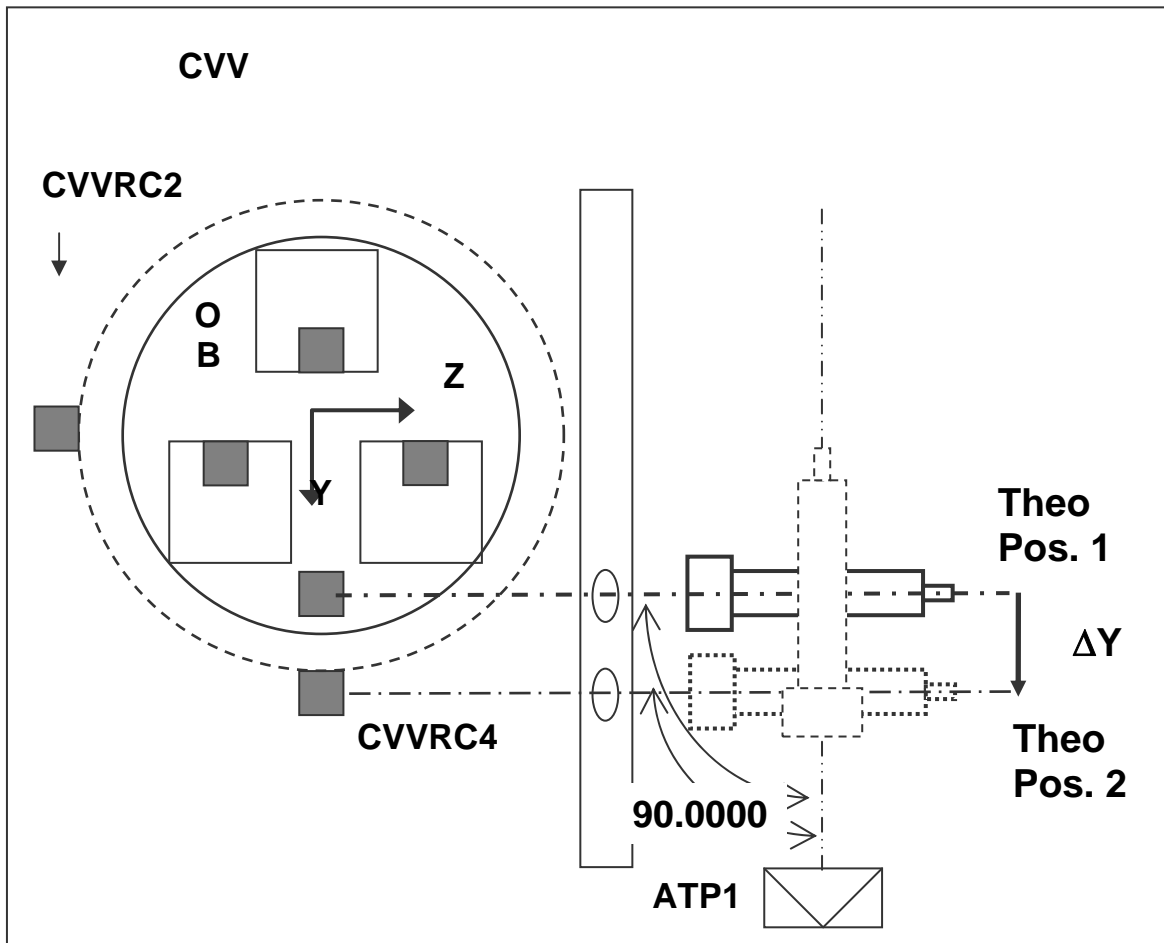 CVV
CVVRC2
O
B
Z
Y
Theo
Pos. 1
ΔY
CVVRC4
Theo
Pos. 2
90.0000
ATP1